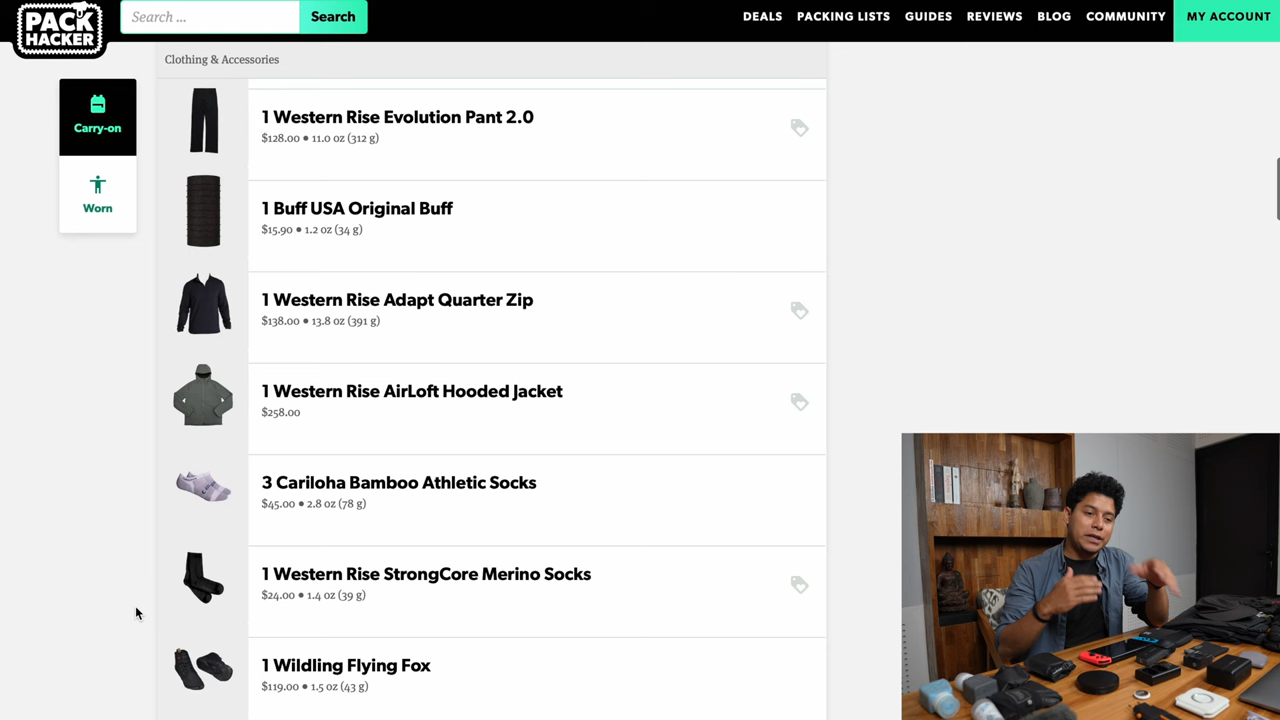 PACK
HACKER
Search ...
Search
DEALS
PACKING LISTS
GUIDES
REVIEWS
BLOG
COMMUNITY
MY ACCOUNT
Clothing & Accessories
Carry-on
Worn
1 Western Rise Evolution Pant 2.0
$128.00 • 11.0 oz (312 g)
1 Buff USA Original Buff
$15.90 • 1.2 oz (34 g)
1 Western Rise Adapt Quarter Zip
$138.00 • 13.8 oz (391 g)
1 Western Rise AirLoft Hooded Jacket
$258.00
3 Cariloha Bamboo Athletic Socks
$45.00 • 2.8 oz (78 g)
1 Western Rise StrongCore Merino Socks
$24.00 • 1.4 oz (39 g)
1 Wildling Flying Fox
$119.00 • 1.5 oz (43 g)